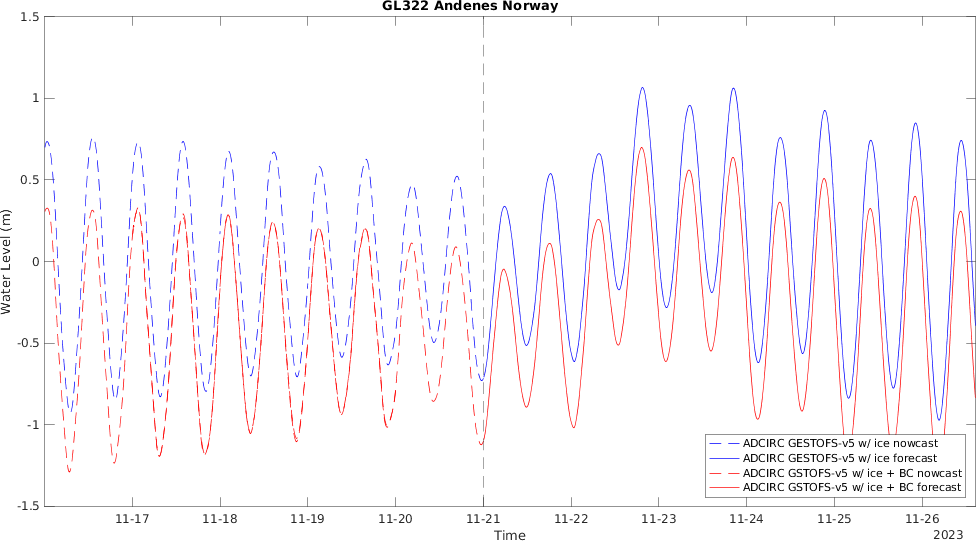 GL322 Andenes Norway
1.5
1
0.5
0
-0.5
-1
-1.5
Water Level (m)
11-17 11-18 11-19 11-20 11-21 11-22 11-23 11-24 11-25 11-26
Time
2023
ADCIRC GESTOFS-v5 w/ ice nowcast
ADCIRC GESTOFS-v5 w/ ice forecast
ADCIRC GSTOFS-v5 w/ ice + BC nowcast
ADCIRC GSTOFS-v5 w/ ice + BC forecast